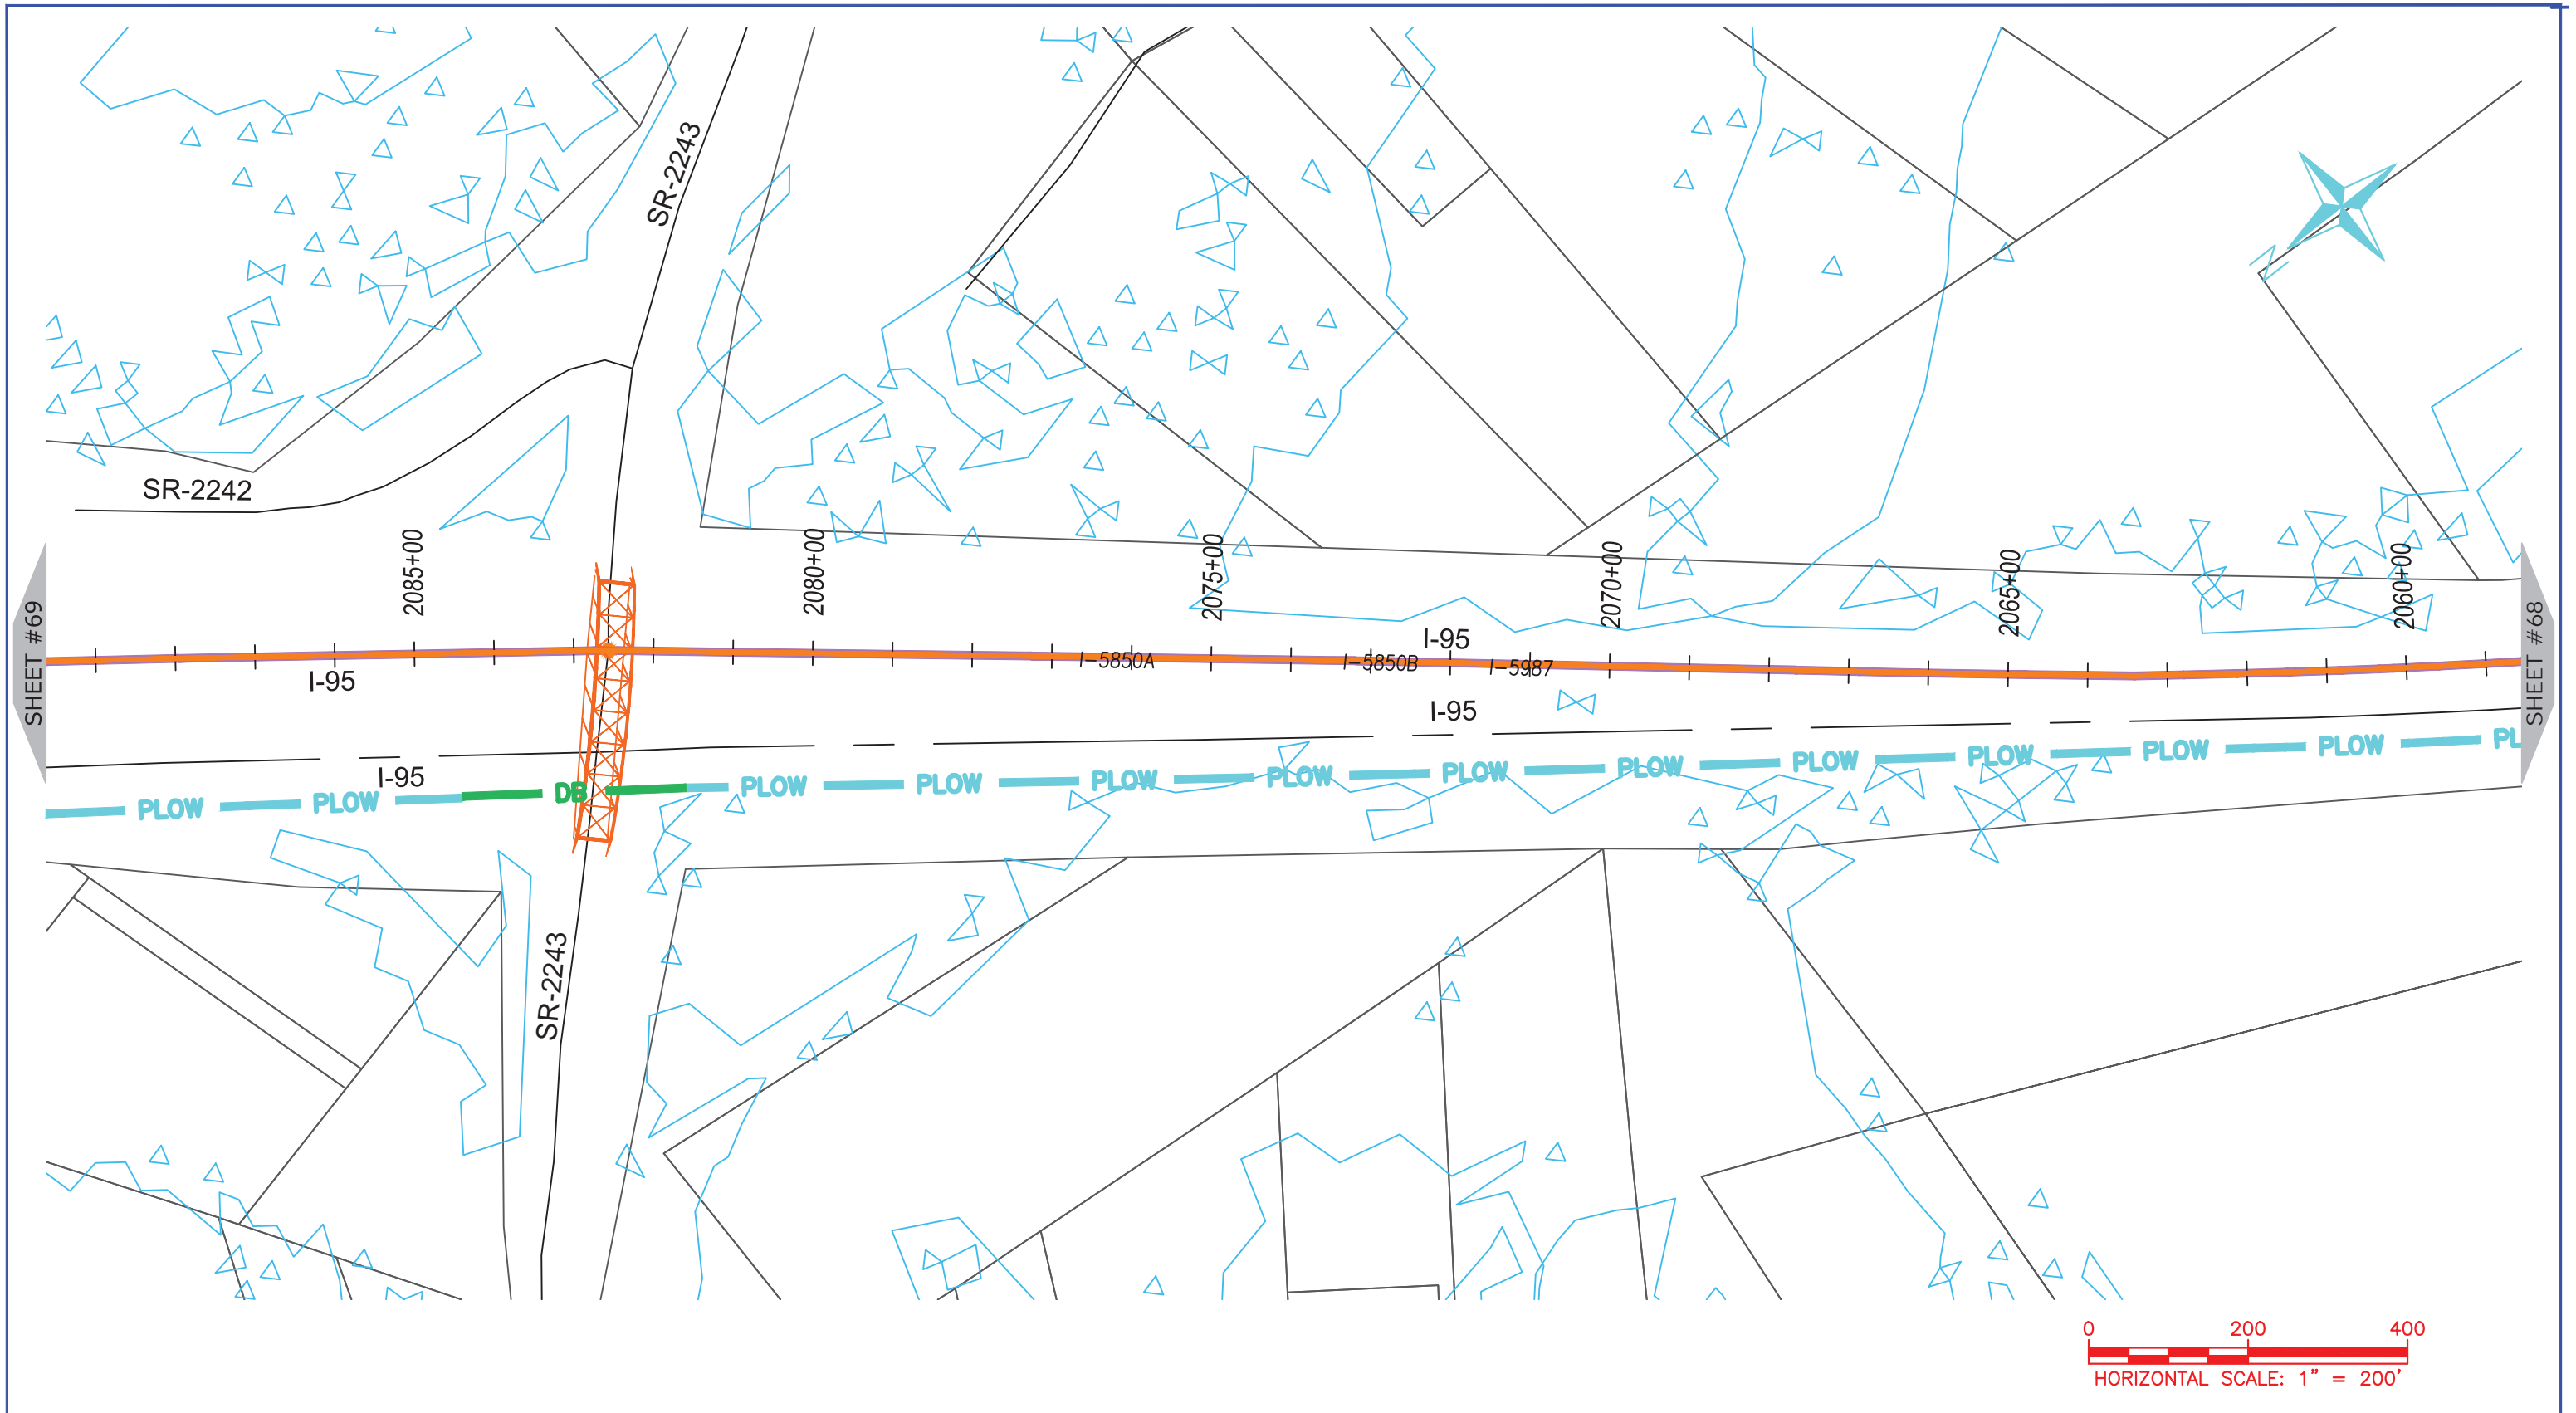 SR-2243
SR-2242
2085+00
2080+00
2075+00
2070+00
2065+00
2060+00
SHEET #69
SHEET #68
I-95
I-5850A
I-5850B
I-5987
I-95
I-95
I-95
PLOW
PLOW
DB
PLOW
PLOW
PLOW
PLOW
PLOW
PLOW
PLOW
PLOW
PLOW
PLOW
PL
SR-2243
0 200 400
HORIZONTAL SCALE: 1" = 200'